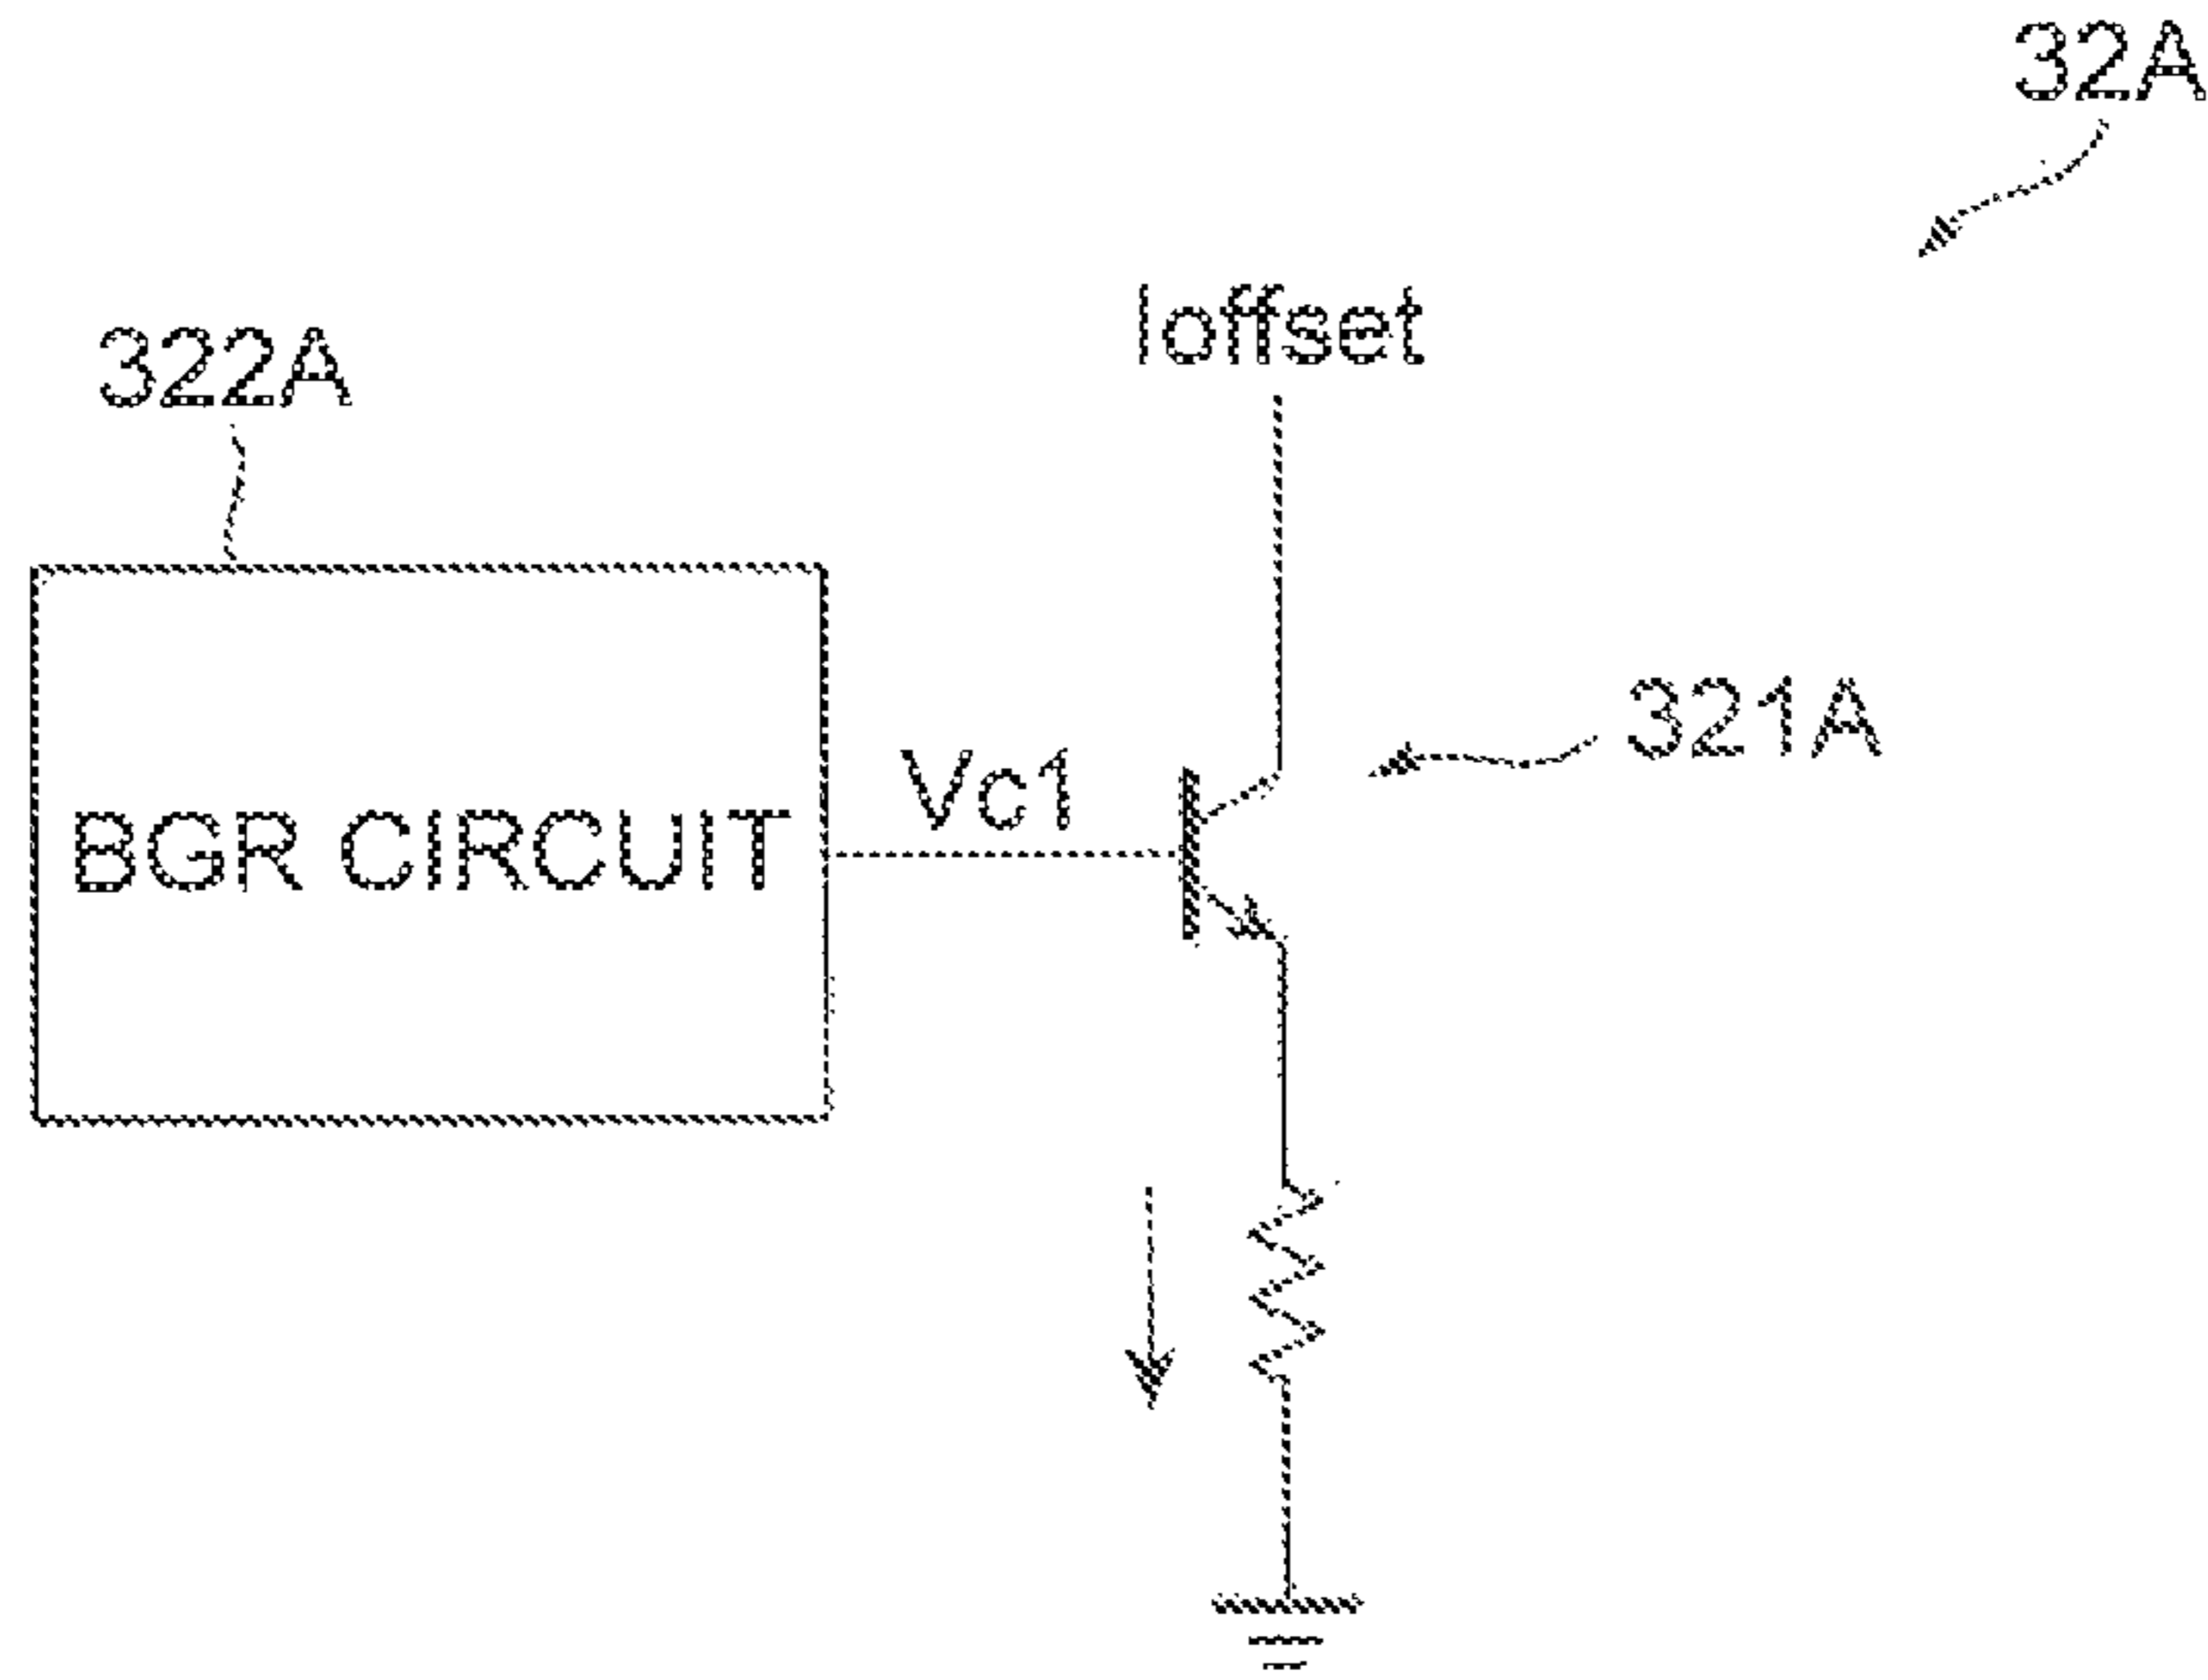 32A
Ioffset
322A
321A
Vc1
BGR CIRCUIT